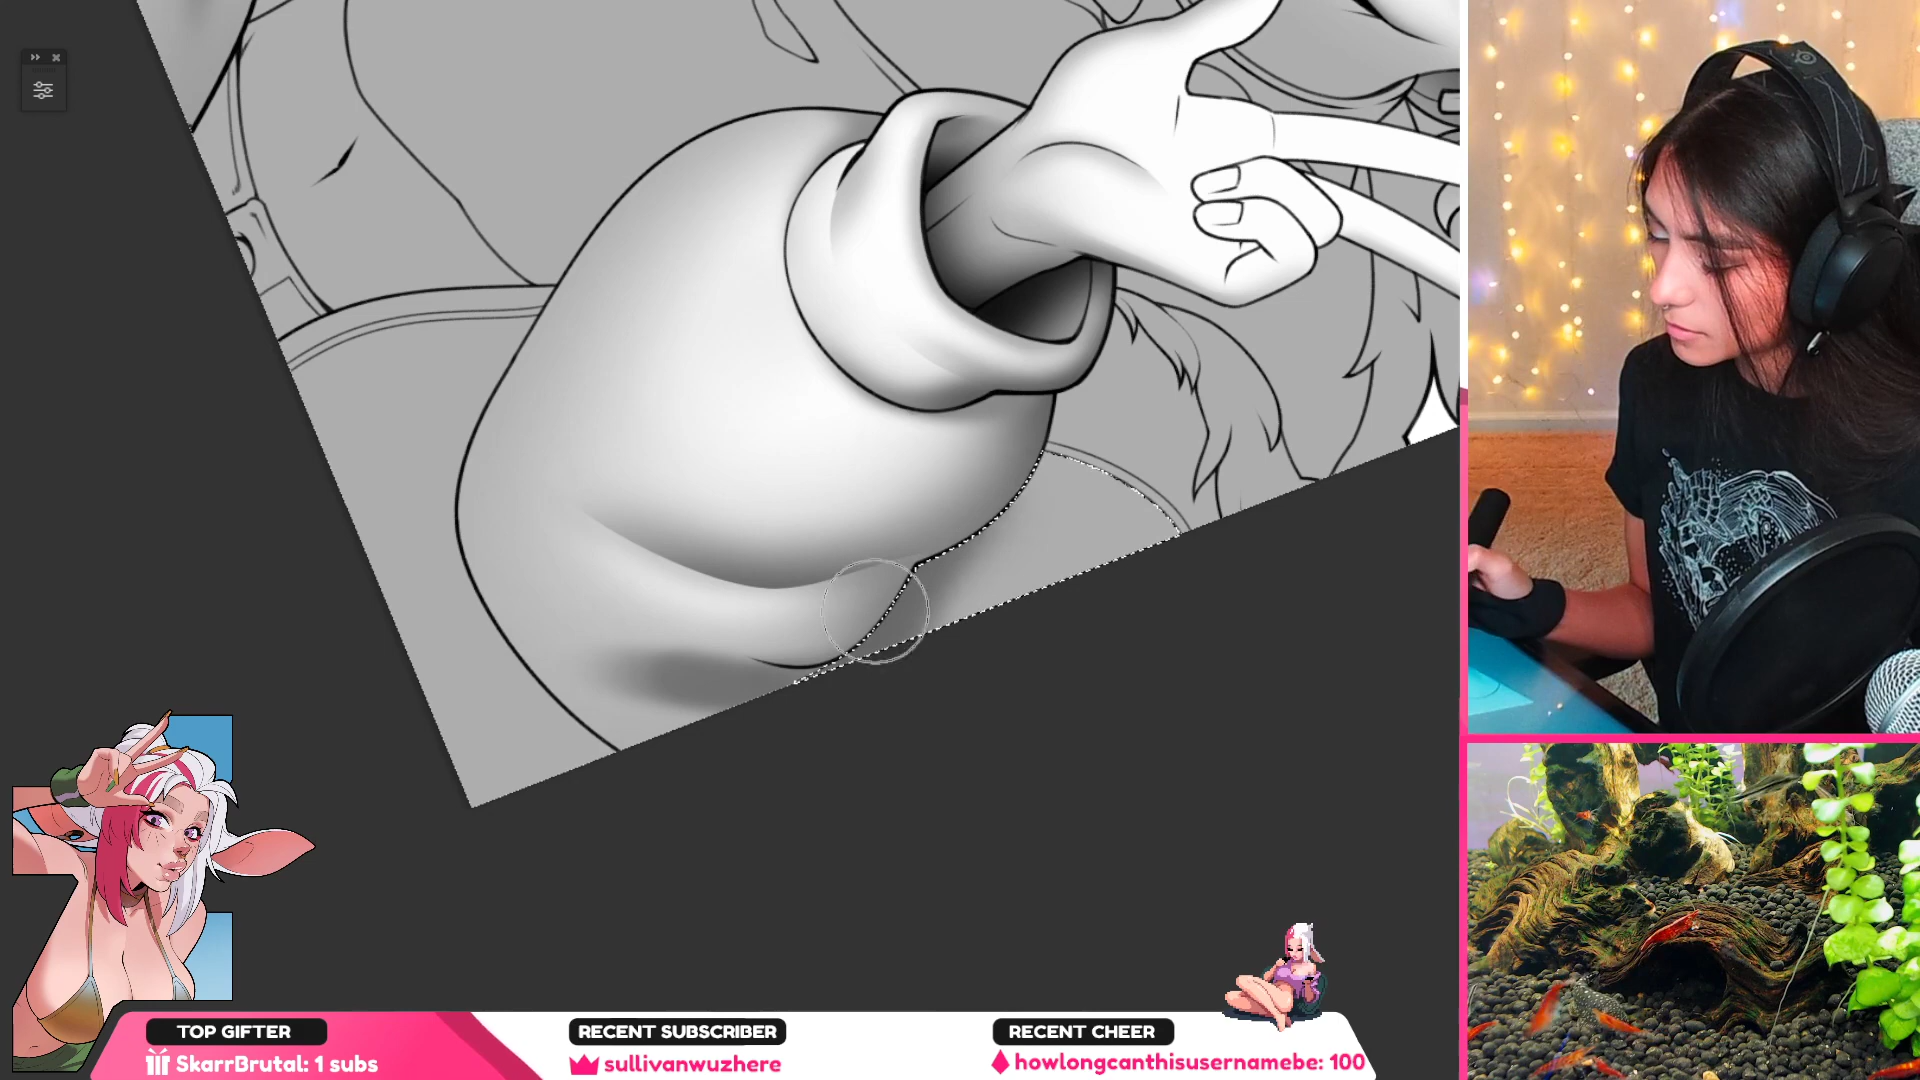 TOP GIFTER
SkarrBrutal: 1 subs
RECENT SUBSCRIBER
sullivanwuzhere
RECENT CHEER
howlongcanthisusernamebe: 100